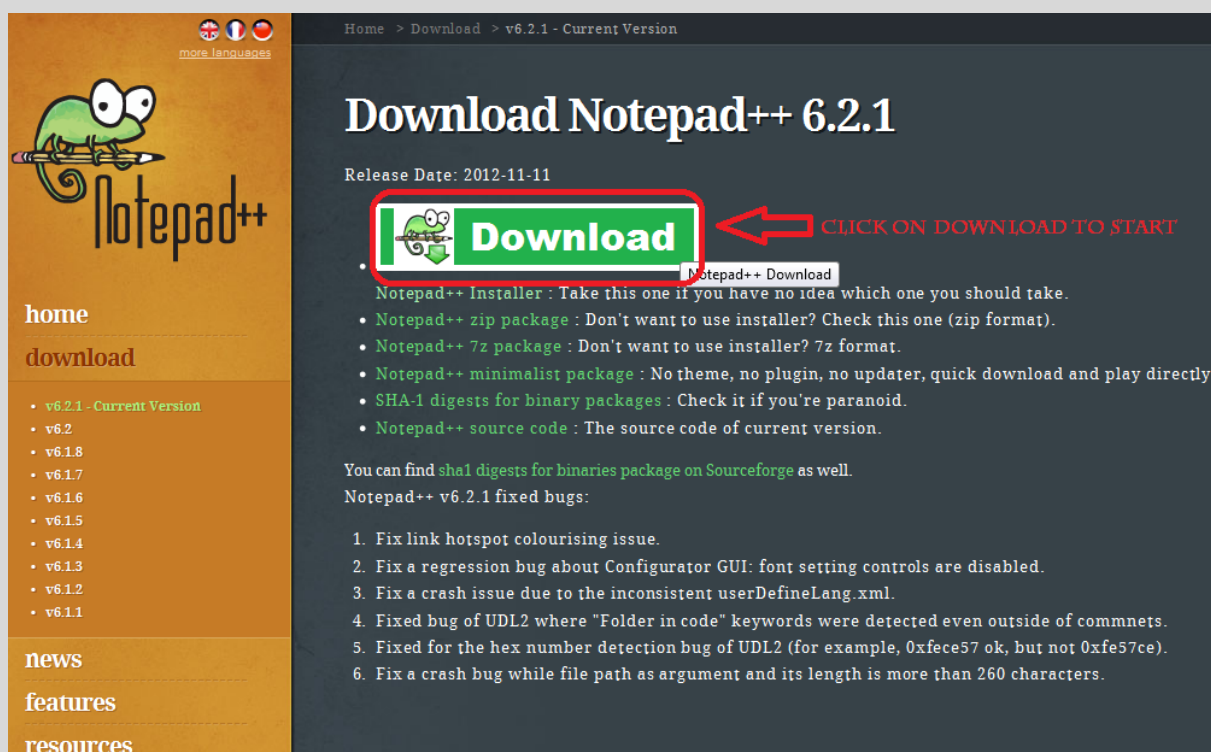 more languages
Notepad++
home
download
• v6.2.1 - Current Version
• v6.2
• v6.1.8
• v6.1.7
• v6.1.6
• v6.1.5
• v6.1.4
• v6.1.3
• v6.1.2
• v6.1.1
news
features
resources
Home > Download > v6.2.1 - Current Version
Download Notepad++ 6.2.1
Release Date: 2012-11-11
Download
CLICK ON DOWNLOAD TO START
Notepad++ Download
• Notepad++ Installer : Take this one if you have no idea which one you should take.
• Notepad++ zip package : Don't want to use installer? Check this one (zip format).
• Notepad++ 7z package : Don't want to use installer? 7z format.
• Notepad++ minimalist package : No theme, no plugin, no updater, quick download and play directly
• SHA-1 digests for binary packages : Check it if you're paranoid.
• Notepad++ source code : The source code of current version.
You can find sha1 digests for binaries package on Sourceforge as well.
Notepad++ v6.2.1 fixed bugs:
1. Fix link hotspot colourising issue.
2. Fix a regression bug about Configurator GUI: font setting controls are disabled.
3. Fix a crash issue due to the inconsistent userDefineLang.xml.
4. Fixed bug of UDL2 where "Folder in code" keywords were detected even outside of commnets.
5. Fixed for the hex number detection bug of UDL2 (for example, 0xfece57 ok, but not 0xfe57ce).
6. Fix a crash bug while file path as argument and its length is more than 260 characters.